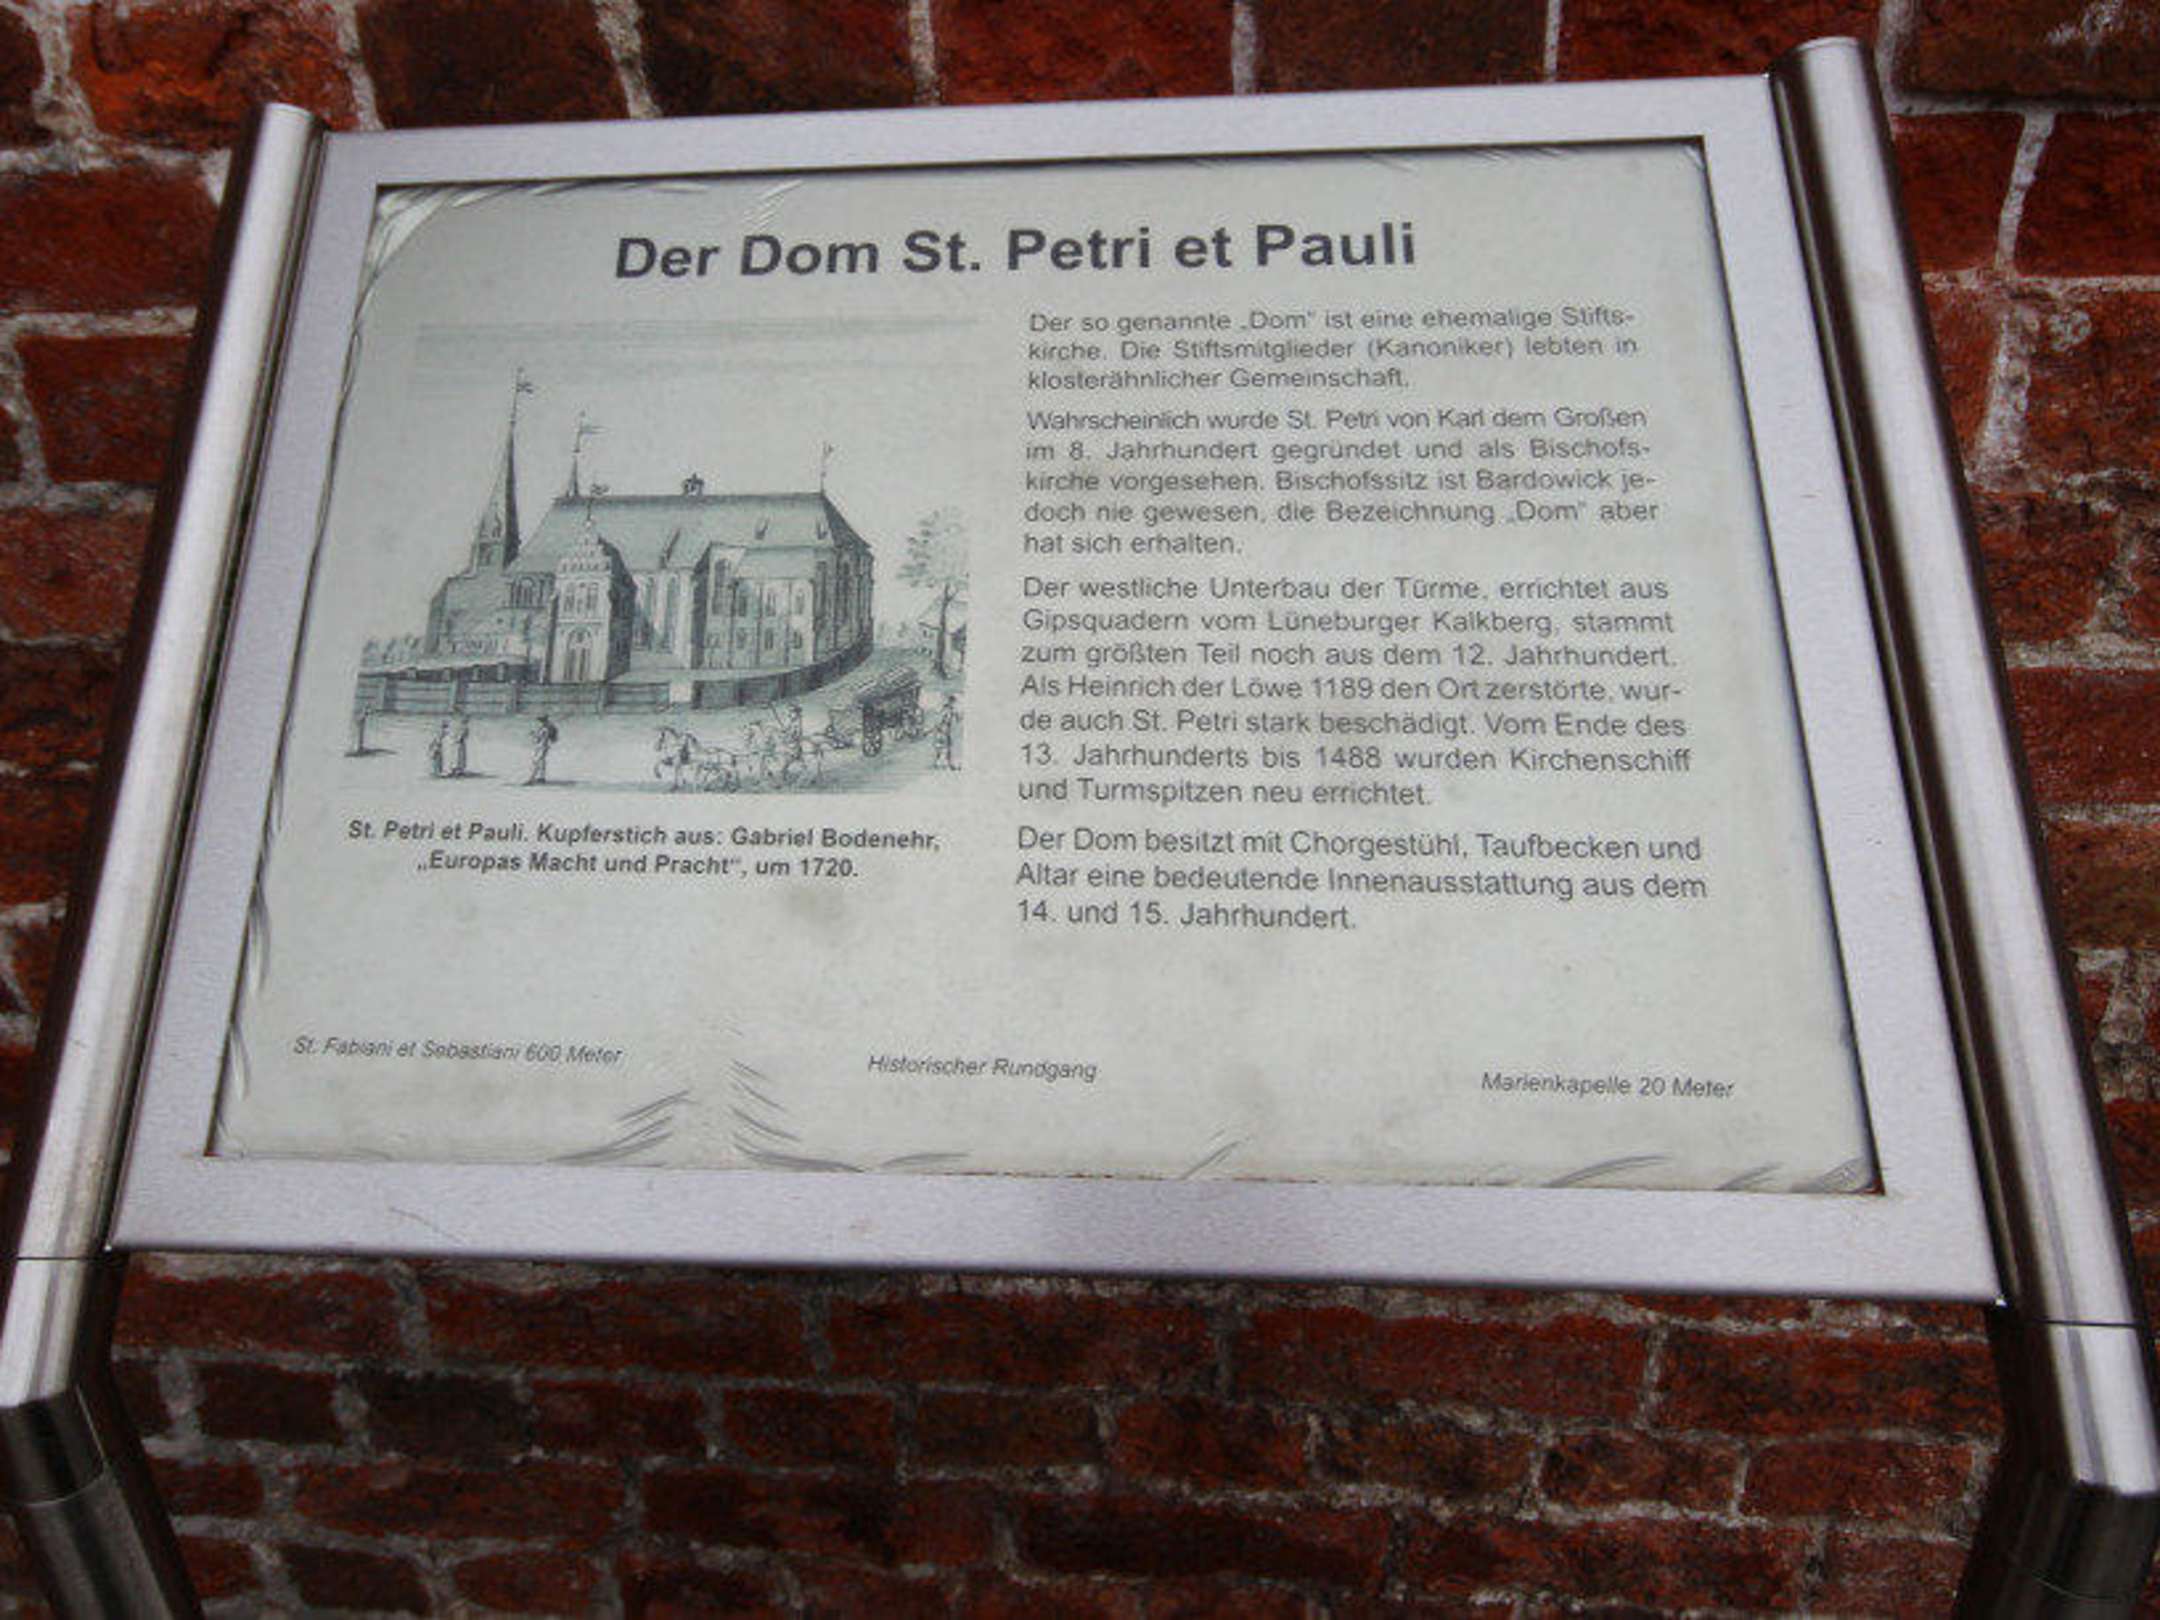 Der Dom St. Petri et Pauli
Der so genannte „Dom“ ist eine ehemalige Stifts-
kirche. Die Stiftsmitglieder (Kanoniker) lebten in
klosterähnlicher Gemeinschaft.
Wahrscheinlich wurde St. Petri von Karl dem Großen
im 8. Jahrhundert gegründet und als Bischofs-
kirche vorgesehen. Bischofssitz ist Bardowick je-
doch nie gewesen, die Bezeichnung „Dom“ aber
hat sich erhalten.
Der westliche Unterbau der Türme, errichtet aus
Gipsquadern vom Lüneburger Kalkberg, stammt
zum größten Teil noch aus dem 12. Jahrhundert.
Als Heinrich der Löwe 1189 den Ort zerstörte, wur-
de auch St. Petri stark beschädigt. Vom Ende des
13. Jahrhunderts bis 1488 wurden Kirchenschiff
und Turmspitzen neu errichtet.
Der Dom besitzt mit Chorgestühl, Taufbecken und
Altar eine bedeutende Innenausstattung aus dem
14. und 15. Jahrhundert.
St. Petri et Pauli. Kupferstich aus: Gabriel Bodenehr,
„Europas Macht und Pracht“, um 1720.
St. Fabiani et Sebastiani 600 Meter
Historischer Rundgang
Marienkapelle 20 Meter